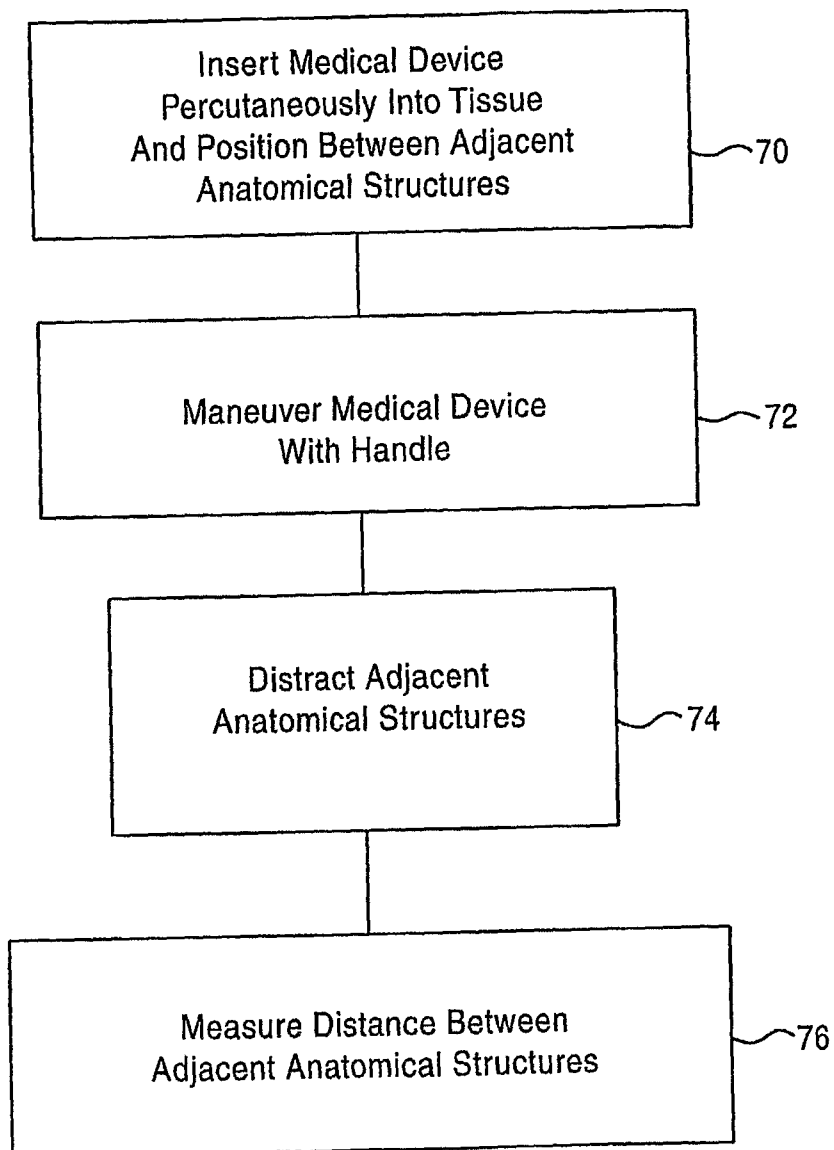 Insert Medical Device
Percutaneously Into Tissue
And Position Between Adjacent
Anatomical Structures
70
Maneuver Medical Device
With Handle
72
Distract Adjacent
Anatomical Structures
74
Measure Distance Between
Adjacent Anatomical Structures
76